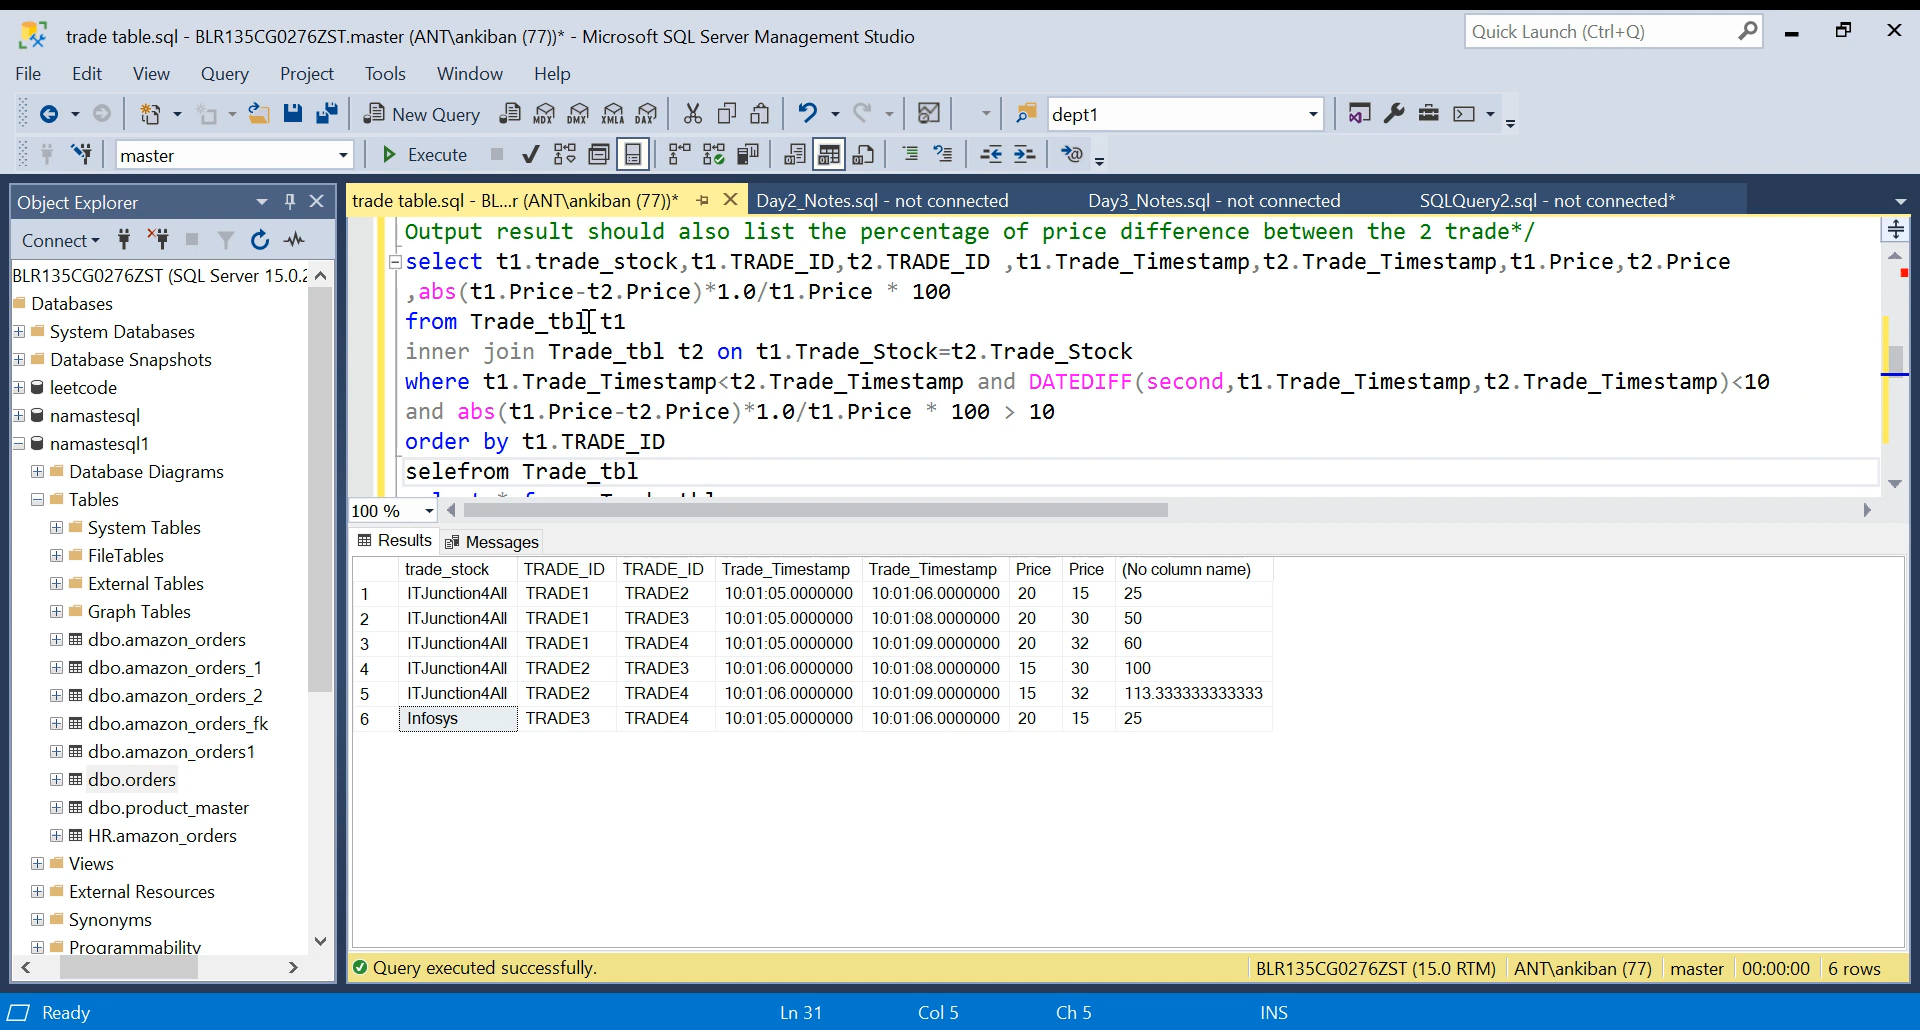 trade table.sql - BLR135CG0276ZST.master (ANT\ankiban (77))* - Microsoft SQL Server Management Studio
Quick Launch (Ctrl+Q)
File Edit View Query Project Tools Window Help
New Query MDX DMX XMLA DAX dept1
master Execute
Object Explorer
trade table.sql - BL...r (ANT\ankiban (77))* Day2_Notes.sql - not connected Day3_Notes.sql - not connected SQLQuery2.sql - not connected*
Connect
BLR135CG0276ZST (SQL Server 15.0.2
Databases
System Databases
Database Snapshots
leetcode
namastesql
namastesql1
Database Diagrams
Tables
System Tables
FileTables
External Tables
Graph Tables
dbo.amazon_orders
dbo.amazon_orders_1
dbo.amazon_orders_2
dbo.amazon_orders_fk
dbo.amazon_orders1
dbo.orders
dbo.product_master
HR.amazon_orders
Views
External Resources
Synonyms
Programmability
Output result should also list the percentage of price difference between the 2 trade*/
select t1.trade_stock,t1.TRADE_ID,t2.TRADE_ID ,t1.Trade_Timestamp,t2.Trade_Timestamp,t1.Price,t2.Price
,abs(t1.Price-t2.Price)*1.0/t1.Price * 100
from Trade_tbl t1
inner join Trade_tbl t2 on t1.Trade_Stock=t2.Trade_Stock
where t1.Trade_Timestamp<t2.Trade_Timestamp and DATEDIFF(second,t1.Trade_Timestamp,t2.Trade_Timestamp)<10
and abs(t1.Price-t2.Price)*1.0/t1.Price * 100 > 10
order by t1.TRADE_ID
selefrom Trade_tbl
100 %
Results Messages
trade_stock TRADE_ID TRADE_ID Trade_Timestamp Trade_Timestamp Price Price (No column name)
1 ITJunction4All TRADE1 TRADE2 10:01:05.0000000 10:01:06.0000000 20 15 25
2 ITJunction4All TRADE1 TRADE3 10:01:05.0000000 10:01:08.0000000 20 30 50
3 ITJunction4All TRADE1 TRADE4 10:01:05.0000000 10:01:09.0000000 20 32 60
4 ITJunction4All TRADE2 TRADE3 10:01:06.0000000 10:01:08.0000000 15 30 100
5 ITJunction4All TRADE2 TRADE4 10:01:06.0000000 10:01:09.0000000 15 32 113.333333333333
6 Infosys TRADE3 TRADE4 10:01:05.0000000 10:01:06.0000000 20 15 25
Query executed successfully. BLR135CG0276ZST (15.0 RTM) ANT\ankiban (77) master 00:00:00 6 rows
Ready Ln 31 Col 5 Ch 5 INS